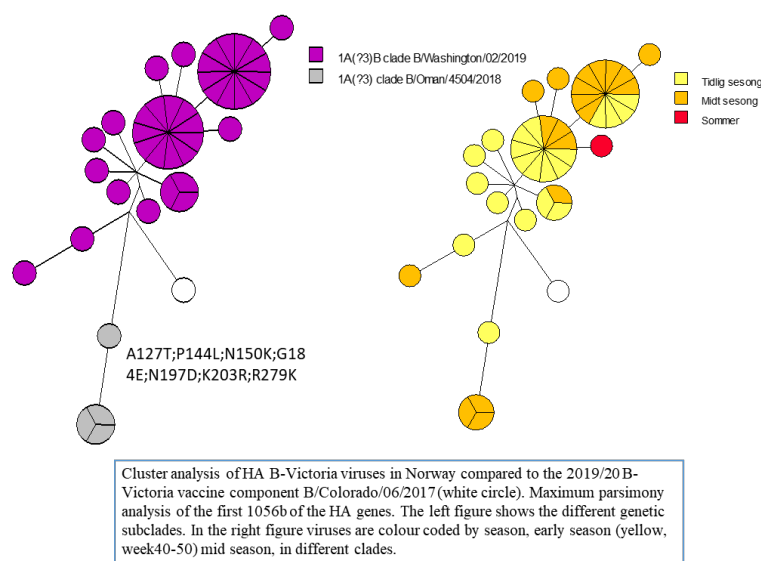 1A(?3)B clade B/Washington/02/2019
1A(?3) clade B/Oman/4504/2018
Tidlig sesong
Midt sesong
Sommer
A127T;P144L;N150K;G18
4E;N197D;K203R;R279K
Cluster analysis of HA B-Victoria viruses in Norway compared to the 2019/20 B-
Victoria vaccine component B/Colorado/06/2017 (white circle). Maximum parsimony
analysis of the first 1056b of the HA genes. The left figure shows the different genetic
subclades. In the right figure viruses are colour coded by season, early season (yellow,
week40-50) mid season, in different clades.